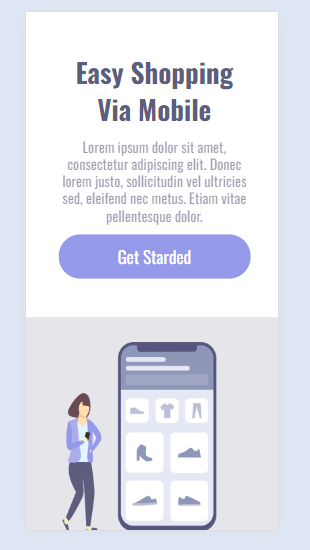 Easy Shopping
Via Mobile
Lorem ipsum dolor sit amet,
consectetur adipiscing elit. Donec
lorem justo, sollicitudin vel ultricies
sed, eleifend nec metus. Etiam vitae
pellentesque dolor.
Get Starded